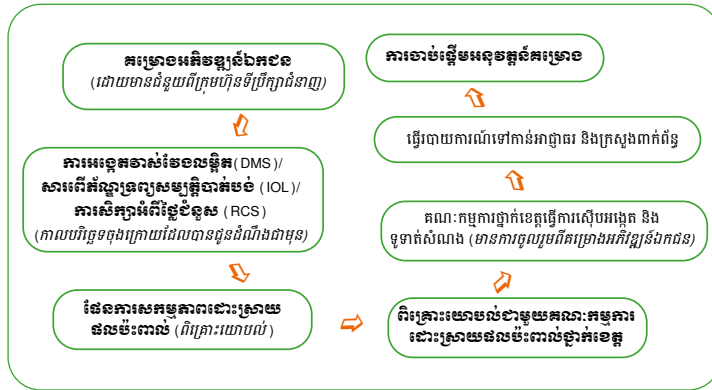 គម្រោងអភិវឌ្ឍន៍ឯកជន
(ដោយមានជំនួយពីក្រុមហ៊ុនទីប្រឹក្សាជំនាញ)
ការអង្កេតវាស់វែងលម្អិត(DMS)/
សារពើភ័ណ្ឌទ្រព្យសម្បត្តិបាត់បង់ (IOL)/
ការសិក្សាអំពីថ្លៃជំនួស (RCS)
(កាលបរិច្ឆេទចុងក្រោយដែលបានជូនដំណឹងជាមុន)
ផែនការសកម្មភាពដោះស្រាយ
ផលប៉ះពាល់ (ពិគ្រោះយោបល់)
ពិគ្រោះយោបល់ជាមួយគណៈកម្មការ
ដោះស្រាយផលប៉ះពាល់ថ្នាក់ខេត្ត
គណៈកម្មការថ្នាក់ខេត្តធ្វើការស៊ើបអង្កេត និង
ទូទាត់សំណង (មានការចូលរួមពីគម្រោងអភិវឌ្ឍន៍ឯកជន)
ធ្វើរបាយការណ៍ទៅកាន់អាជ្ញាធរ និងក្រសួងពាក់ព័ន្ធ
ការចាប់ផ្តើមអនុវត្តន៍គម្រោង